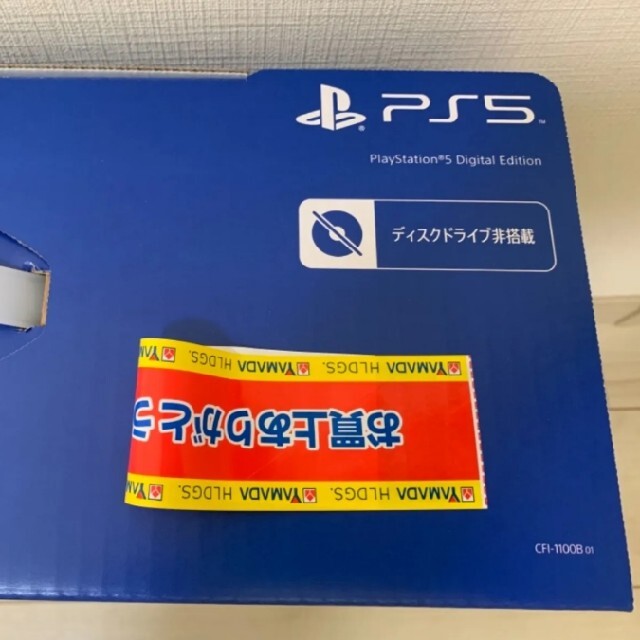 PS5™
PlayStation®5 Digital Edition
ディスクドライブ非搭載
YAMADA HLDGS. YAMADA HLDGS. YAMADA
お買上ありがとう
YAMADA HLDGS. YAMADA HLDGS. YAMADA
CFI-1100B 01